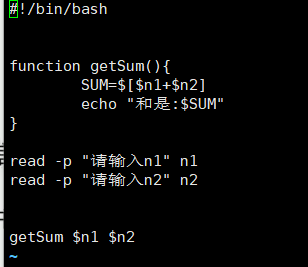 #!/bin/bash
function getSum(){
SUM=$[$n1+$n2]
echo "和是:$SUM"
}
read -p "请输入n1" n1
read -p "请输入n2" n2
getSum $n1 $n2
~